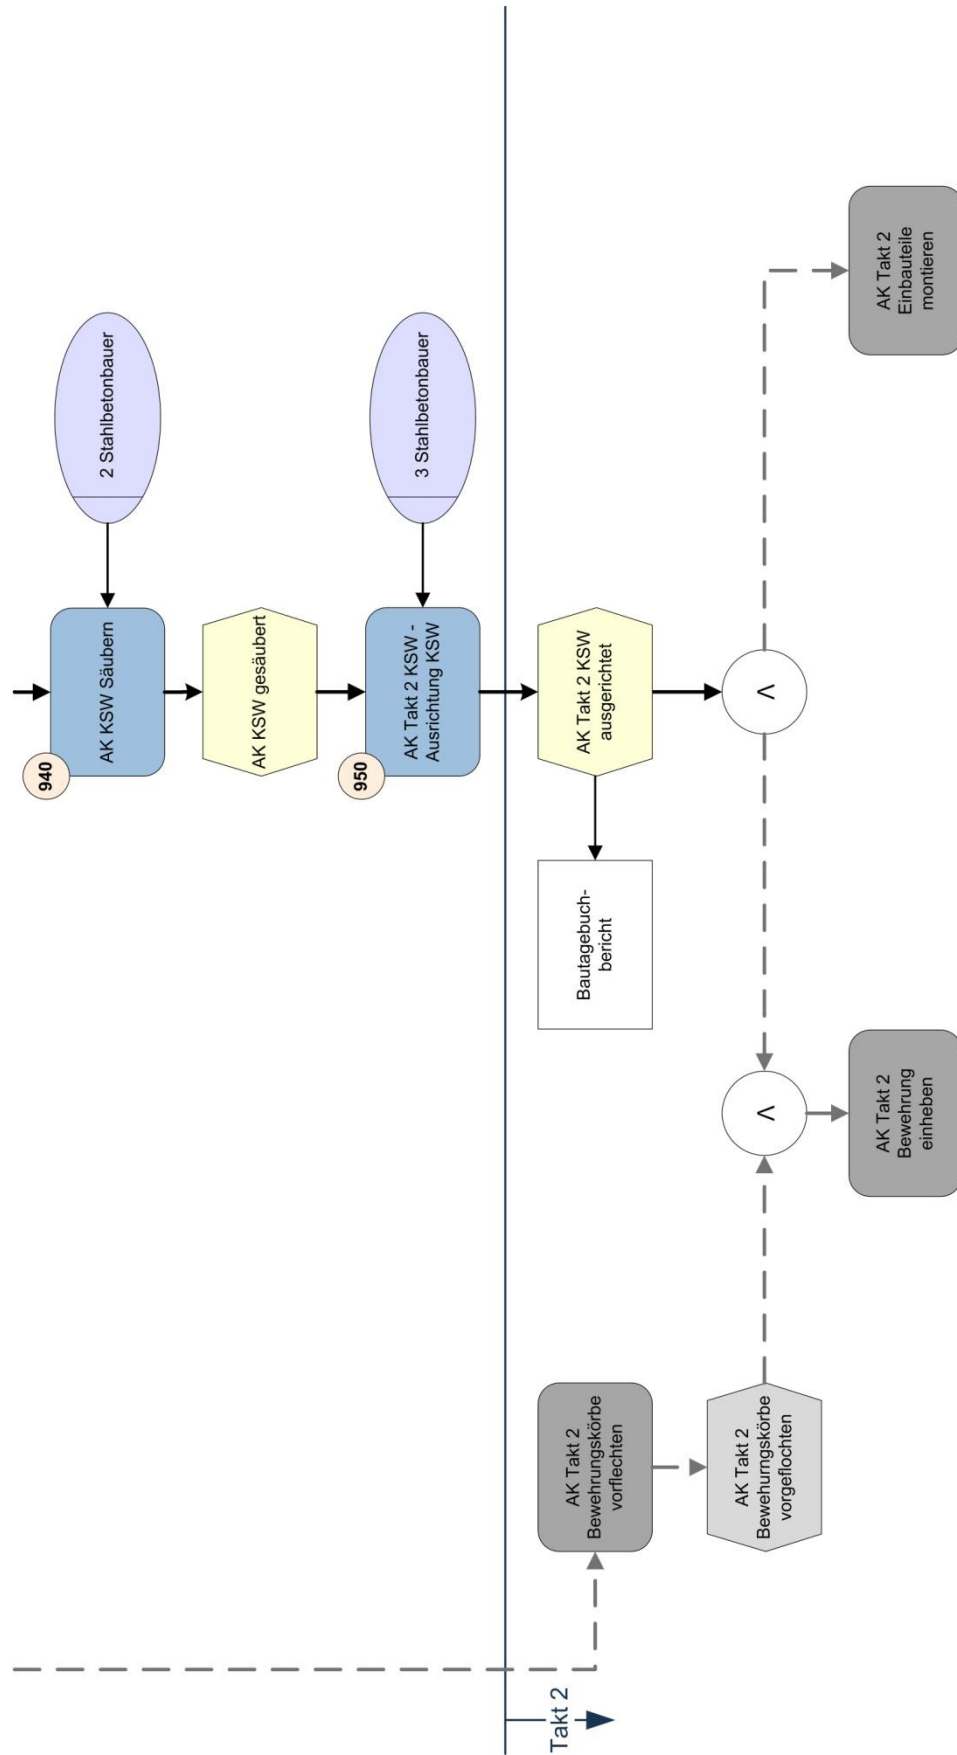 940
AK KSW Säubern
2 Stahlbetonbauer
AK KSW gesäubert
950
AK Takt 2 KSW -
Ausrichtung KSW
3 Stahlbetonbauer
Takt 2
AK Takt 2
Bewehrungskörbe
vorflechten
Bautagebuch-
bericht
AK Takt 2 KSW
ausgerichtet
AK Takt 2
Bewehurngskörbe
vorgeflochten
V
V
AK Takt 2
Bewehrung
einheben
AK Takt 2
Einbauteile
montieren